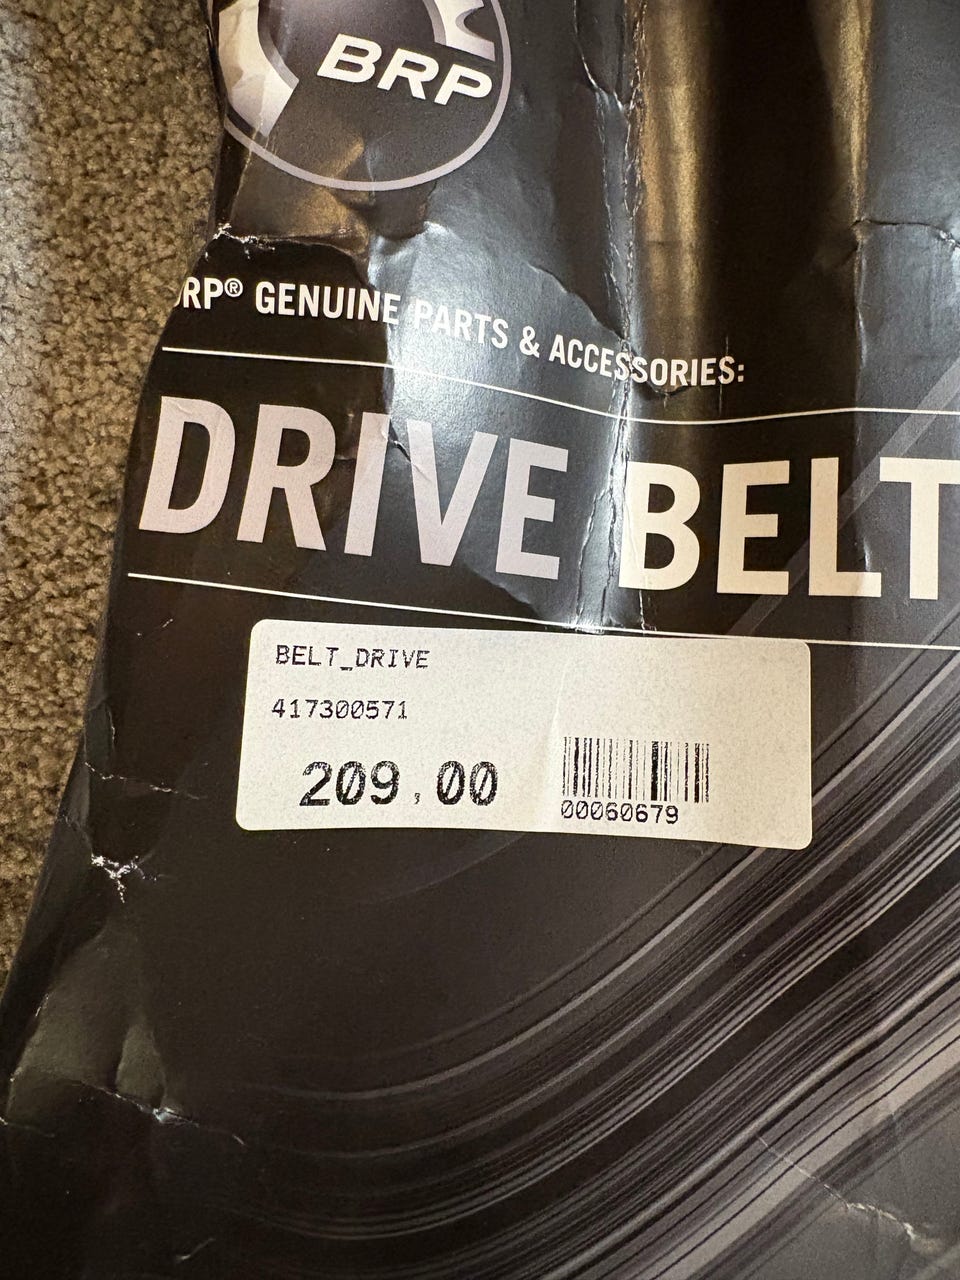 BRP
RP® GENUINE PARTS & ACCESSORIES:
DRIVE BELT
BELT_DRIVE
417300571
209,00
00060679